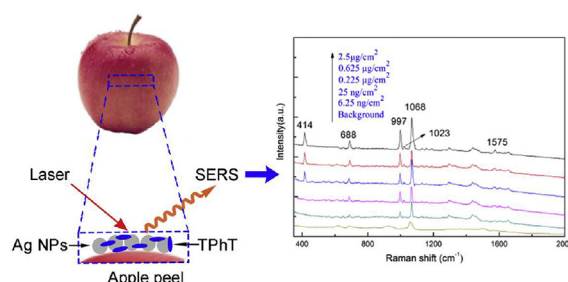 Laser
SERS
Ag NPs
TPhT
Apple peel
2.5μg/cm²
0.625 μg/cm²
0.225 μg/cm²
25 ng/cm²
6.25 ng/cm²
Background
414
688
997
1068
1023
1575
Intensity(a.u.)
400 800 1200 1600 2000
Raman shift (cm⁻¹)